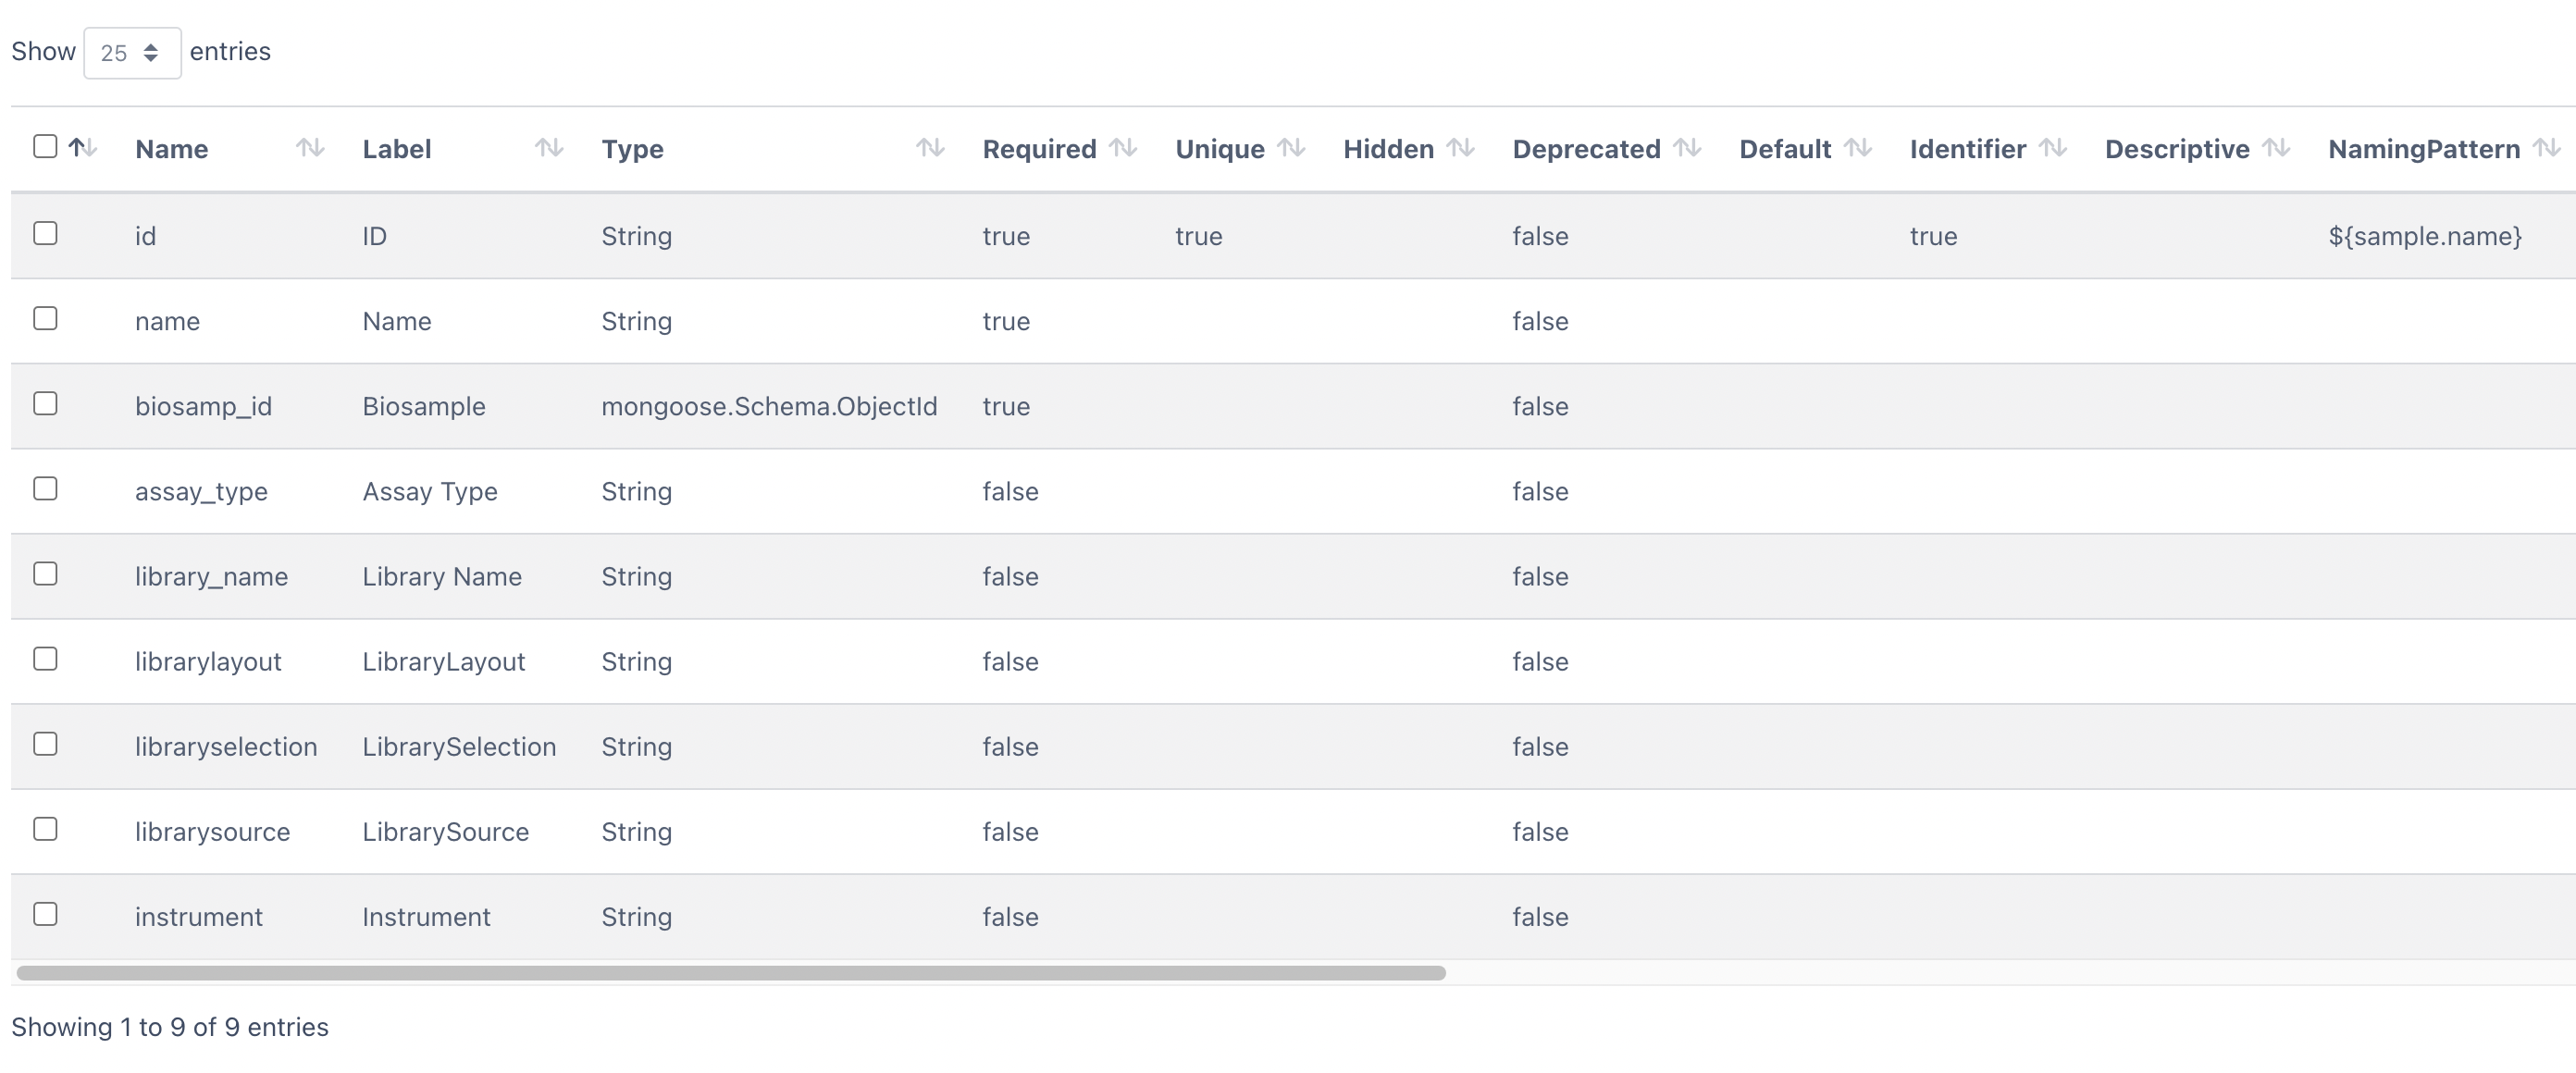 Show 25 entries
Name Label Type Required Unique Hidden Deprecated Default Identifier Descriptive NamingPattern
id ID String true true false true ${sample.name}
name Name String true false
biosamp_id Biosample mongoose.Schema.ObjectId true false
assay_type Assay Type String false false
library_name Library Name String false false
librarylayout LibraryLayout String false false
libraryselection LibrarySelection String false false
librarysource LibrarySource String false false
instrument Instrument String false false
Showing 1 to 9 of 9 entries